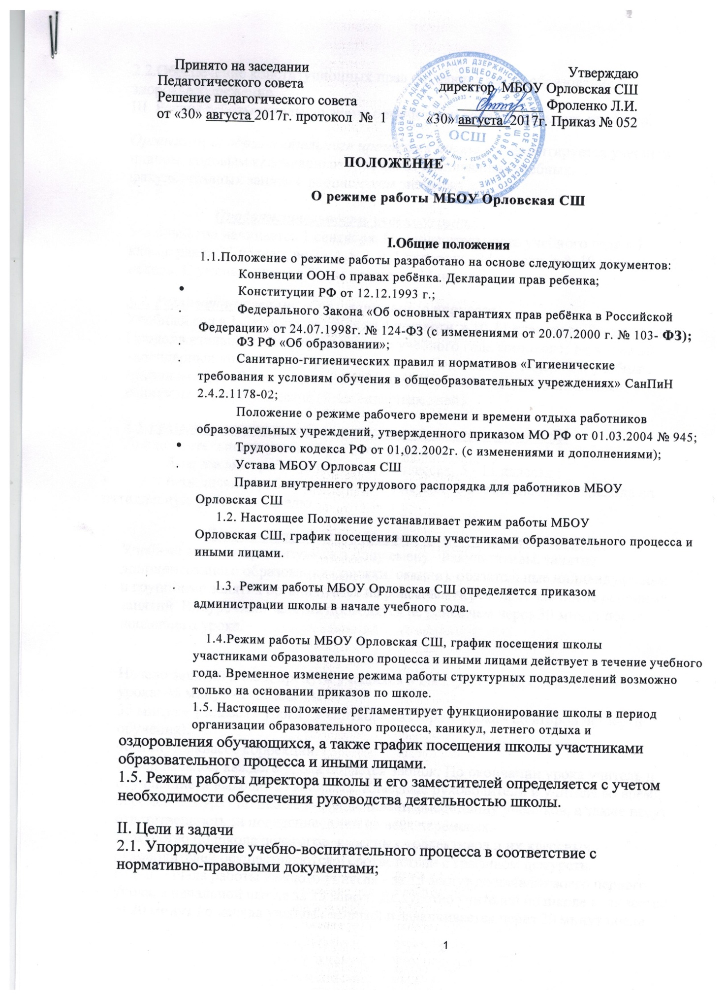 Принято на заседании
Педагогического совета
Решение педагогического совета
от «30» августа 2017г. протокол № 1
Утверждаю
директор МБОУ Орловская СШ
Фроленко Л.И.
«30» августа 2017г. Приказ № 052
ОСШ
ПОЛОЖЕНИЕ
О режиме работы МБОУ Орловская СШ
I.Общие положения
1.1.Положение о режиме работы разработано на основе следующих документов:
Конвенции ООН о правах ребёнка. Декларации прав ребенка;
• Конституции РФ от 12.12.1993 г.;
· Федерального Закона «Об основных гарантиях прав ребёнка в Российской
Федерации» от 24.07.1998г. № 124-ФЗ (с изменениями от 20.07.2000 г. № 103- ФЗ);
· ФЗ РФ «Об образовании»;
· Санитарно-гигиенических правил и нормативов «Гигиенические
требования к условиям обучения в общеобразовательных учреждениях» СанПиН
2.4.2.1178-02;
Положение о режиме рабочего времени и времени отдыха работников
образовательных учреждений, утвержденного приказом МО РФ от 01.03.2004 № 945;
• Трудового кодекса РФ от 01,02.2002г. (с изменениями и дополнениями);
· Устава МБОУ Орловсая СШ
Правил внутреннего трудового распорядка для работников МБОУ
Орловская СШ
1.2. Настоящее Положение устанавливает режим работы МБОУ
Орловская СШ, график посещения школы участниками образовательного процесса и
иными лицами.
· 1.3. Режим работы МБОУ Орловская СШ определяется приказом
администрации школы в начале учебного года.
1.4.Режим работы МБОУ Орловская СШ, график посещения школы
участниками образовательного процесса и иными лицами действует в течение учебного
года. Временное изменение режима работы структурных подразделений возможно
только на основании приказов по школе.
1.5. Настоящее положение регламентирует функционирование школы в период
организации образовательного процесса, каникул, летнего отдыха и
оздоровления обучающихся, а также график посещения школы участниками
образовательного процесса и иными лицами.
1.5. Режим работы директора школы и его заместителей определяется с учетом
необходимости обеспечения руководства деятельностью школы.
II. Цели и задачи
2.1. Упорядочение учебно-воспитательного процесса в соответствие с
нормативно-правовыми документами;
1